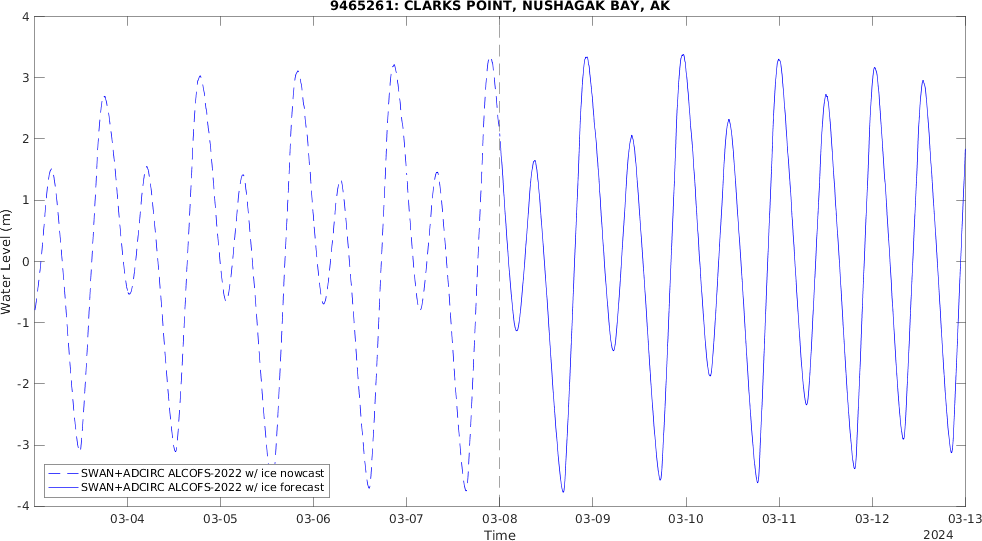 9465261: CLARKS POINT, NUSHAGAK BAY, AK
4
3
2
1
0
-1
-2
-3
-4
Water Level (m)
SWAN+ADCIRC ALCOFS-2022 w/ ice nowcast
SWAN+ADCIRC ALCOFS-2022 w/ ice forecast
03-04 03-05 03-06 03-07 03-08 03-09 03-10 03-11 03-12 03-13
Time
2024